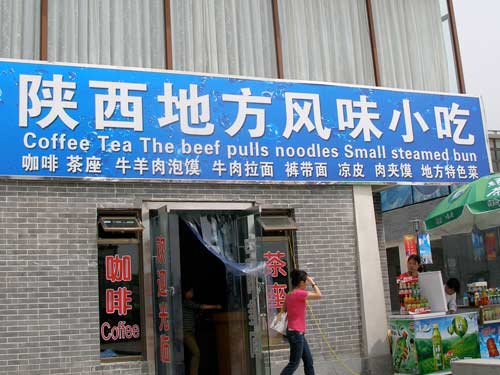 陕西地方风味小吃
Coffee Tea The beef pulls noodles Small steamed bun
咖啡 茶座 牛羊肉泡馍 牛肉拉面 裤带面 凉皮 肉夹馍 地方特色菜
咖啡
Coffee
欢迎光临
茶座